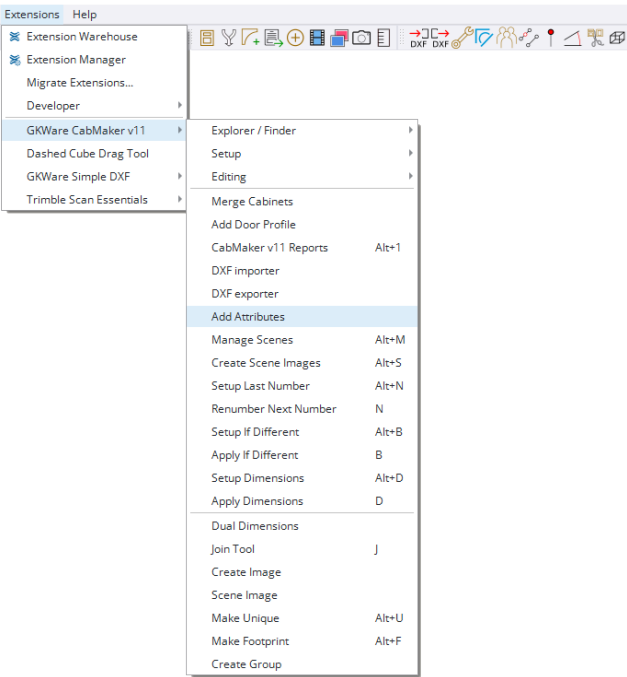 Extensions Help
Extension Warehouse
Extension Manager
Migrate Extensions...
Developer
GKWare CabMaker v11
Dashed Cube Drag Tool
GKWare Simple DXF
Trimble Scan Essentials
DXF DXF
Explorer / Finder
Setup
Editing
Merge Cabinets
Add Door Profile
CabMaker v11 Reports Alt+1
DXF importer
DXF exporter
Add Attributes
Manage Scenes Alt+M
Create Scene Images Alt+S
Setup Last Number Alt+N
Renumber Next Number N
Setup If Different Alt+B
Apply If Different B
Setup Dimensions Alt+D
Apply Dimensions D
Dual Dimensions
Join Tool J
Create Image
Scene Image
Make Unique Alt+U
Make Footprint Alt+F
Create Group